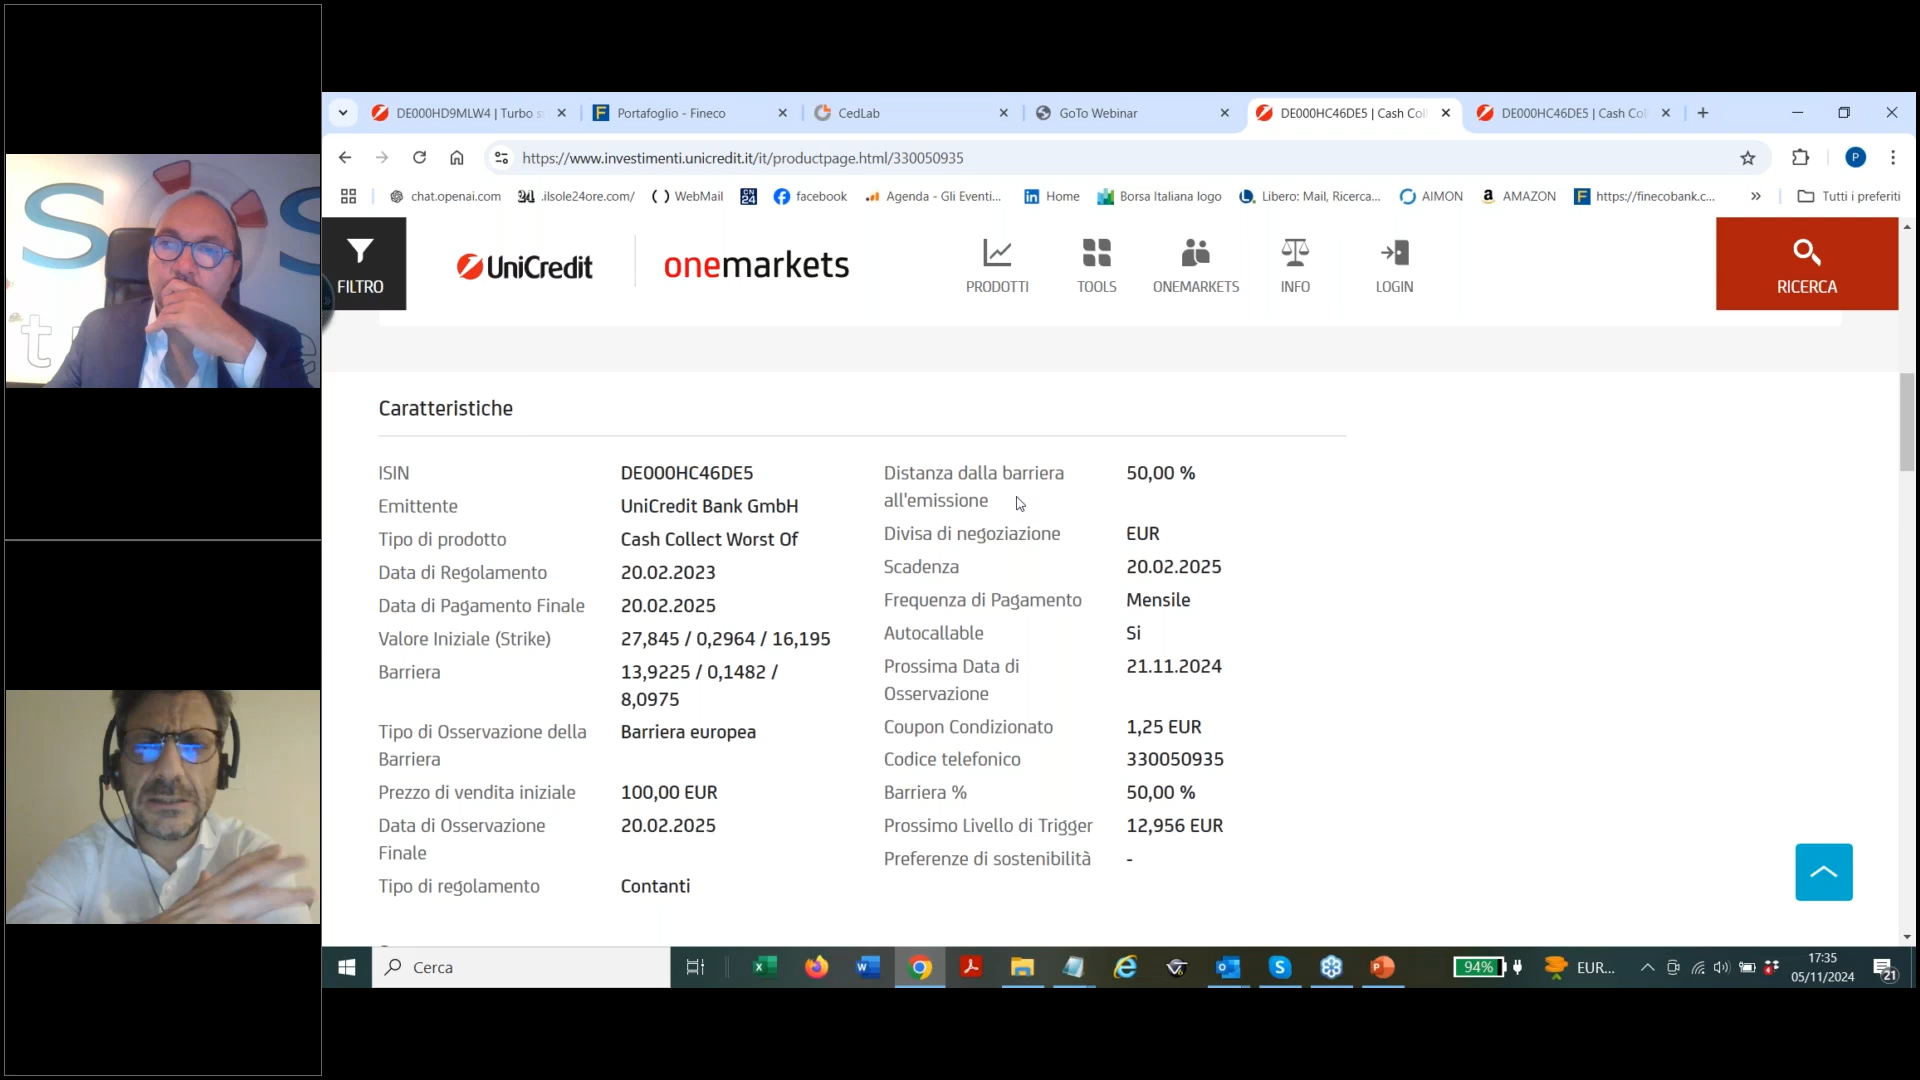 DE000HD9MLW4 | Turbo s
Portafoglio - Fineco
CedLab
GoTo Webinar
DE000HC46DE5 | Cash Col
DE000HC46DE5 | Cash Col
https://www.investimenti.unicredit.it/it/productpage.html/330050935
P
chat.openai.com
.ilsole24ore.com/
WebMail
CN
24
facebook
Agenda - Gli Eventi...
Home
Borsa Italiana logo
Libero: Mail, Ricerca...
AIMON
AMAZON
https://finecobank.c...
Tutti i preferiti
FILTRO
UniCredit
onemarkets
PRODOTTI
TOOLS
ONEMARKETS
INFO
LOGIN
RICERCA
Caratteristiche
ISIN DE000HC46DE5
Emittente UniCredit Bank GmbH
Tipo di prodotto Cash Collect Worst Of
Data di Regolamento 20.02.2023
Data di Pagamento Finale 20.02.2025
Valore Iniziale (Strike) 27,845 / 0,2964 / 16,195
Barriera 13,9225 / 0,1482 /
8,0975
Tipo di Osservazione della Barriera europea
Barriera
Prezzo di vendita iniziale 100,00 EUR
Data di Osservazione 20.02.2025
Finale
Tipo di regolamento Contanti
Distanza dalla barriera 50,00 %
all'emissione
Divisa di negoziazione EUR
Scadenza 20.02.2025
Frequenza di Pagamento Mensile
Autocallable Si
Prossima Data di 21.11.2024
Osservazione
Coupon Condizionato 1,25 EUR
Codice telefonico 330050935
Barriera % 50,00 %
Prossimo Livello di Trigger 12,956 EUR
Preferenze di sostenibilità -
Cerca
94%
EUR...
17:35
05/11/2024
21